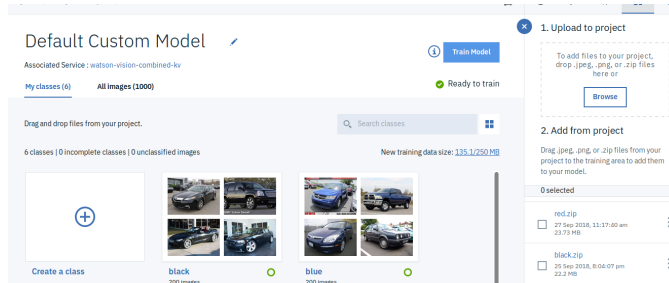 Default Custom Model
Associated Service : watson-vision-combined-kv
Train Model
My classes (6)
All images (1000)
Ready to train
Drag and drop files from your project.
Search classes
6 classes | 0 incomplete classes | 0 unclassified images
New training data size: 135.1/250 MB
Create a class
black
200 images
blue
200 images
1. Upload to project
To add files to your project,
drop .jpeg, .png, or .zip files
here or
Browse
2. Add from project
Drag .jpeg, .png, or .zip files from your
project to the training area to add them
to your model.
0 selected
red.zip
27 Sep 2018, 11:17:40 am
23.73 MB
black.zip
25 Sep 2018, 8:04:07 pm
22.2 MB